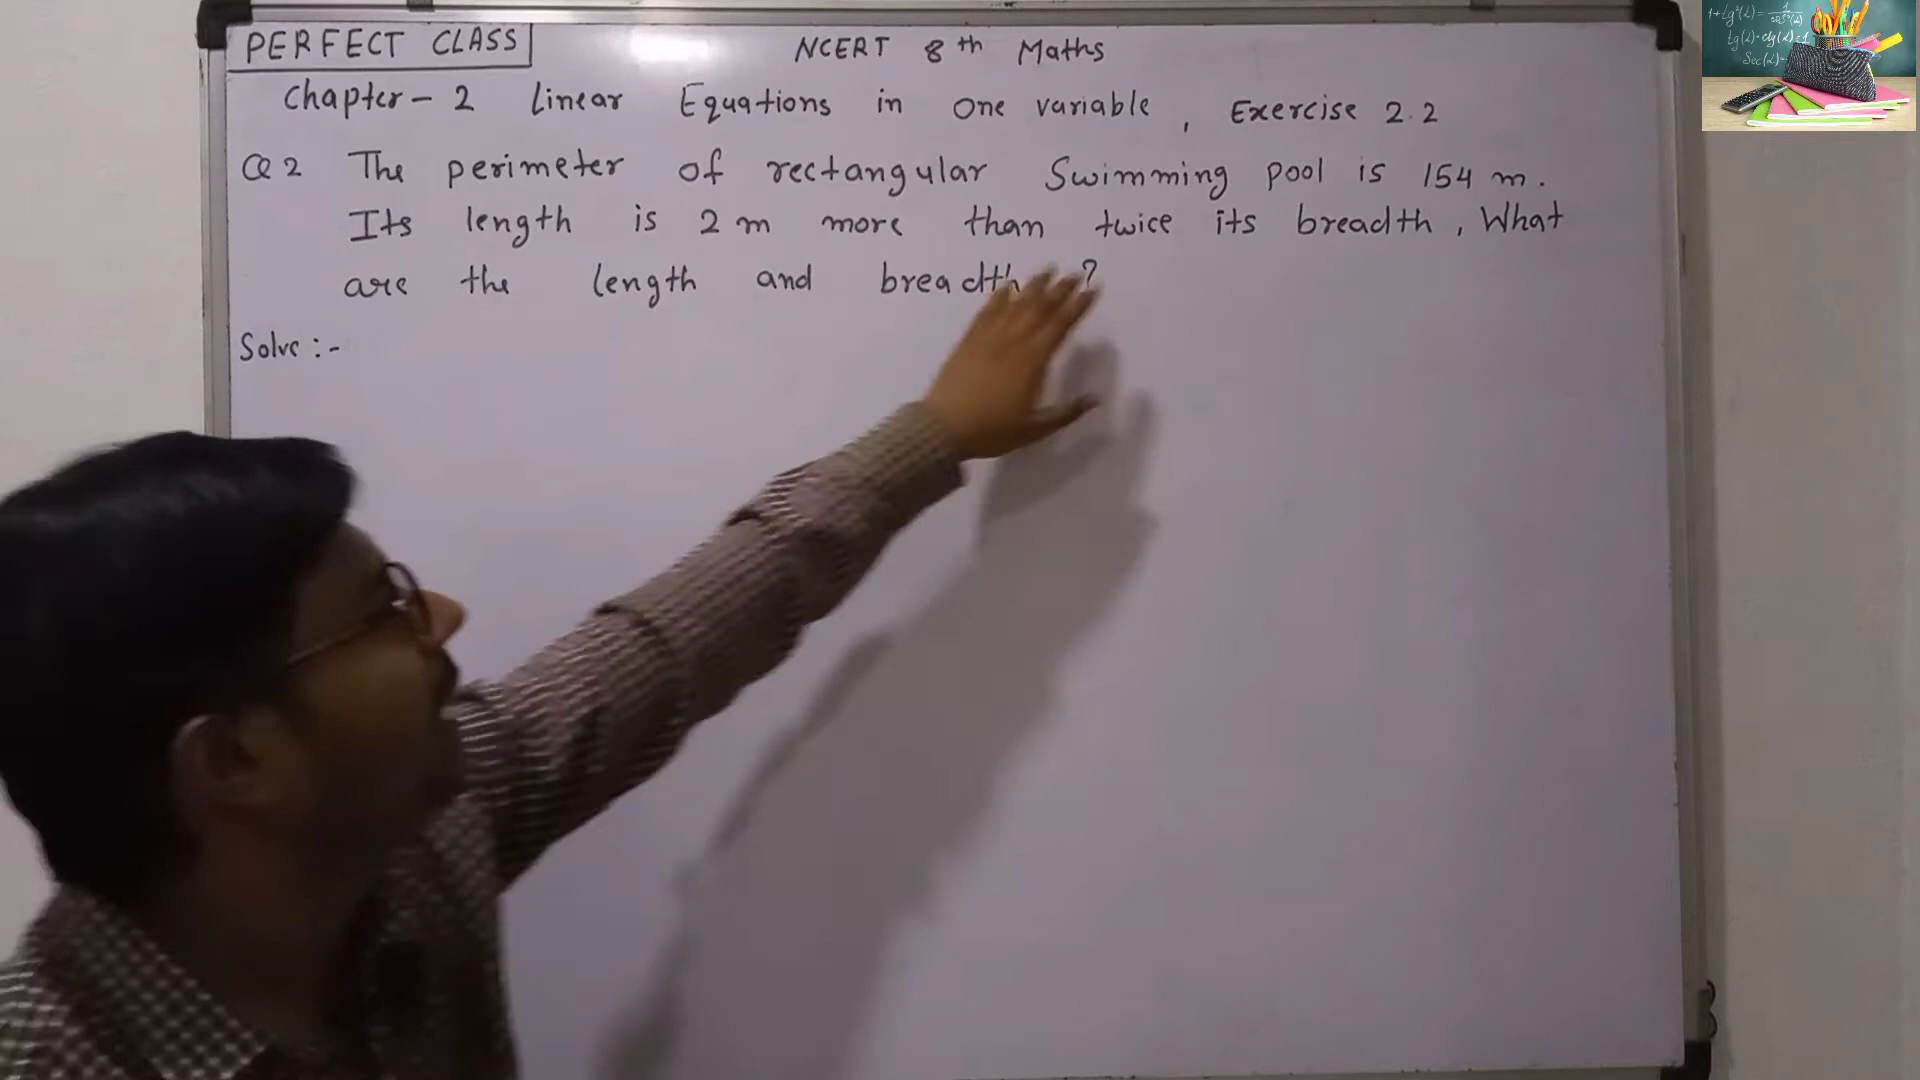 PERFECT CLASS
NCERT 8th Maths
Chapter - 2 Linear Equations in one variable, Exercise 2.2
Q2 The perimeter of rectangular Swimming pool is 154 m.
Its length is 2 m more than twice its breadth, What
are the length and breadth ?
Solve :-